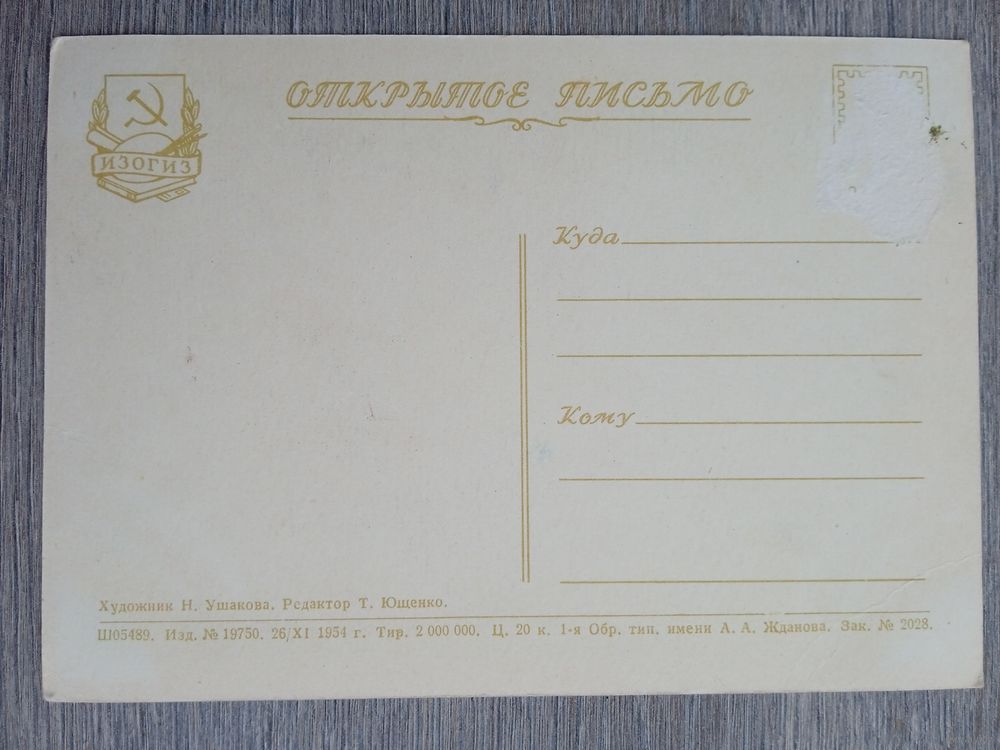 ИЗОГИЗ
ОТКРЫТОЕ ПИСЬМО
Куда
Кому
Художник Н. Ушакова. Редактор Т. Ющенко.
Ш05489. Изд. № 19750. 26/XI 1954 г. Тир. 2 000 000. Ц. 20 к. 1-я Обр. тип. имени А. А. Жданова. Зак. № 2028.